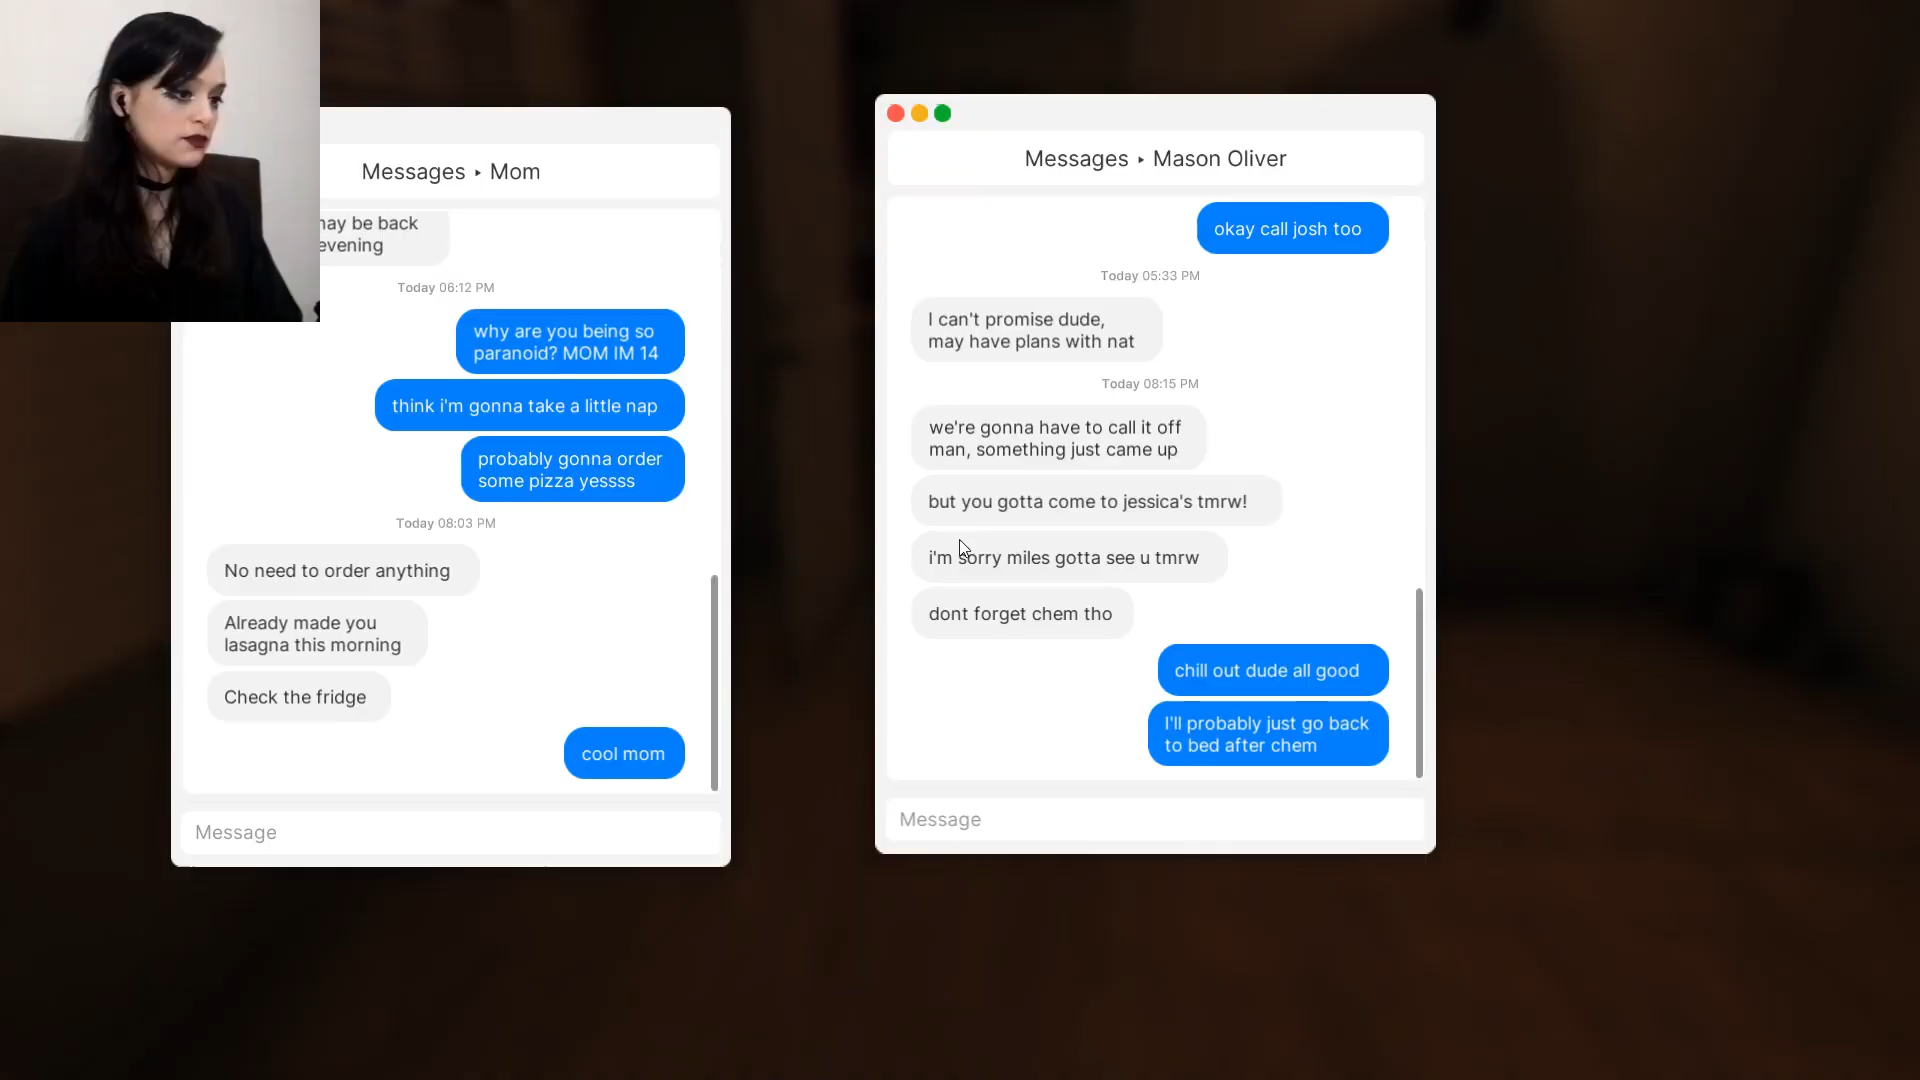 Messages ▸ Mom
may be back
evening
Today 06:12 PM
why are you being so
paranoid? MOM IM 14
think i'm gonna take a little nap
probably gonna order
some pizza yessss
Today 08:03 PM
No need to order anything
Already made you
lasagna this morning
Check the fridge
cool mom
Message
Messages ▸ Mason Oliver
okay call josh too
Today 05:33 PM
I can't promise dude,
may have plans with nat
Today 08:15 PM
we're gonna have to call it off
man, something just came up
but you gotta come to jessica's tmrw!
i'm sorry miles gotta see u tmrw
dont forget chem tho
chill out dude all good
I'll probably just go back
to bed after chem
Message